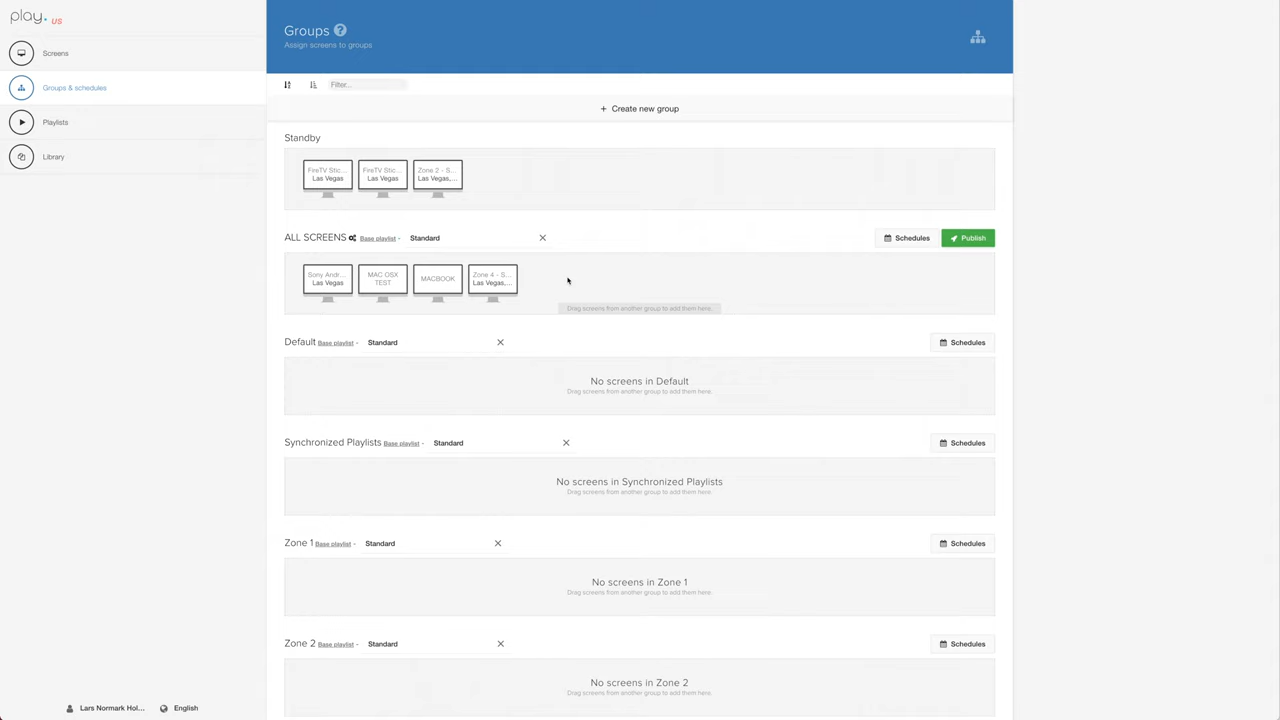 play. us
Screens
Groups & schedules
Playlists
Library
Lars Normark Hol...
English
Groups ?
Assign screens to groups
Filter...
+ Create new group
Standby
FireTV Stic...
Las Vegas
FireTV Stic...
Las Vegas
Zone 2 - S...
Las Vegas,...
ALL SCREENS Base playlist - Standard
Schedules
Publish
Sony Andr...
Las Vegas
MAC OSX
TEST
MACBOOK
Zone 4 - S...
Las Vegas,...
Drag screens from another group to add them here.
Default Base playlist - Standard
Schedules
No screens in Default
Drag screens from another group to add them here.
Synchronized Playlists Base playlist - Standard
Schedules
No screens in Synchronized Playlists
Drag screens from another group to add them here.
Zone 1 Base playlist - Standard
Schedules
No screens in Zone 1
Drag screens from another group to add them here.
Zone 2 Base playlist - Standard
Schedules
No screens in Zone 2
Drag screens from another group to add them here.